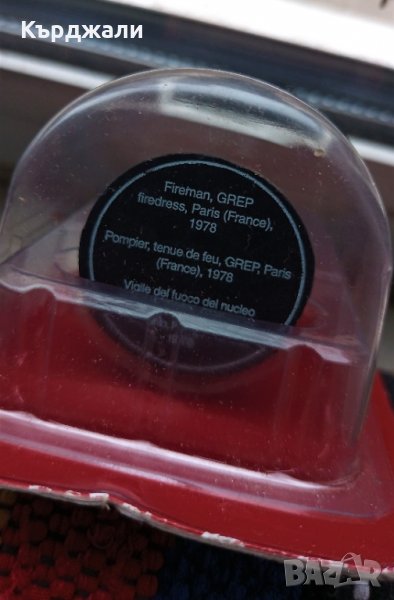 Кърджали
Fireman, GREP
firedress, Paris (France),
1978
Pompier, tenue de feu, GREP, Paris
(France), 1978
Vigile del fuoco del nucleo
BAZAR